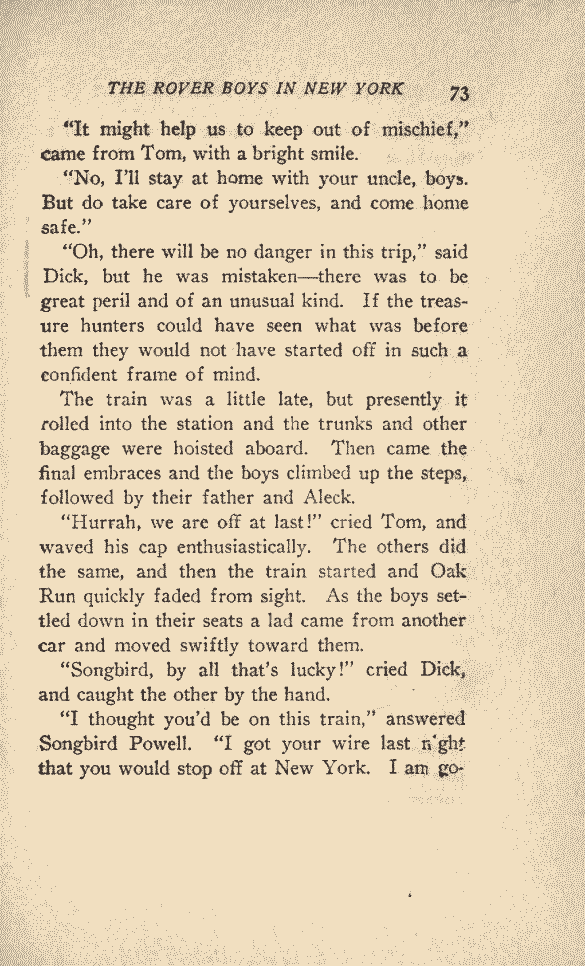 THE ROVER BOYS IN NEW YORK 73
“It might help us to keep out of mischief,”
came from Tom, with a bright smile.
“No, I’ll stay at home with your uncle, boys.
But do take care of yourselves, and come home
safe.”
“Oh, there will be no danger in this trip,” said
Dick, but he was mistaken—there was to be
great peril and of an unusual kind. If the treas-
ure hunters could have seen what was before
them they would not have started off in such a
confident frame of mind.
The train was a little late, but presently it
rolled into the station and the trunks and other
baggage were hoisted aboard. Then came the
final embraces and the boys climbed up the steps,
followed by their father and Aleck.
“Hurrah, we are off at last!” cried Tom, and
waved his cap enthusiastically. The others did
the same, and then the train started and Oak
Run quickly faded from sight. As the boys set-
tled down in their seats a lad came from another
car and moved swiftly toward them.
“Songbird, by all that’s lucky!” cried Dick,
and caught the other by the hand.
“I thought you’d be on this train,” answered
Songbird Powell. “I got your wire last night
that you would stop off at New York. I am go-